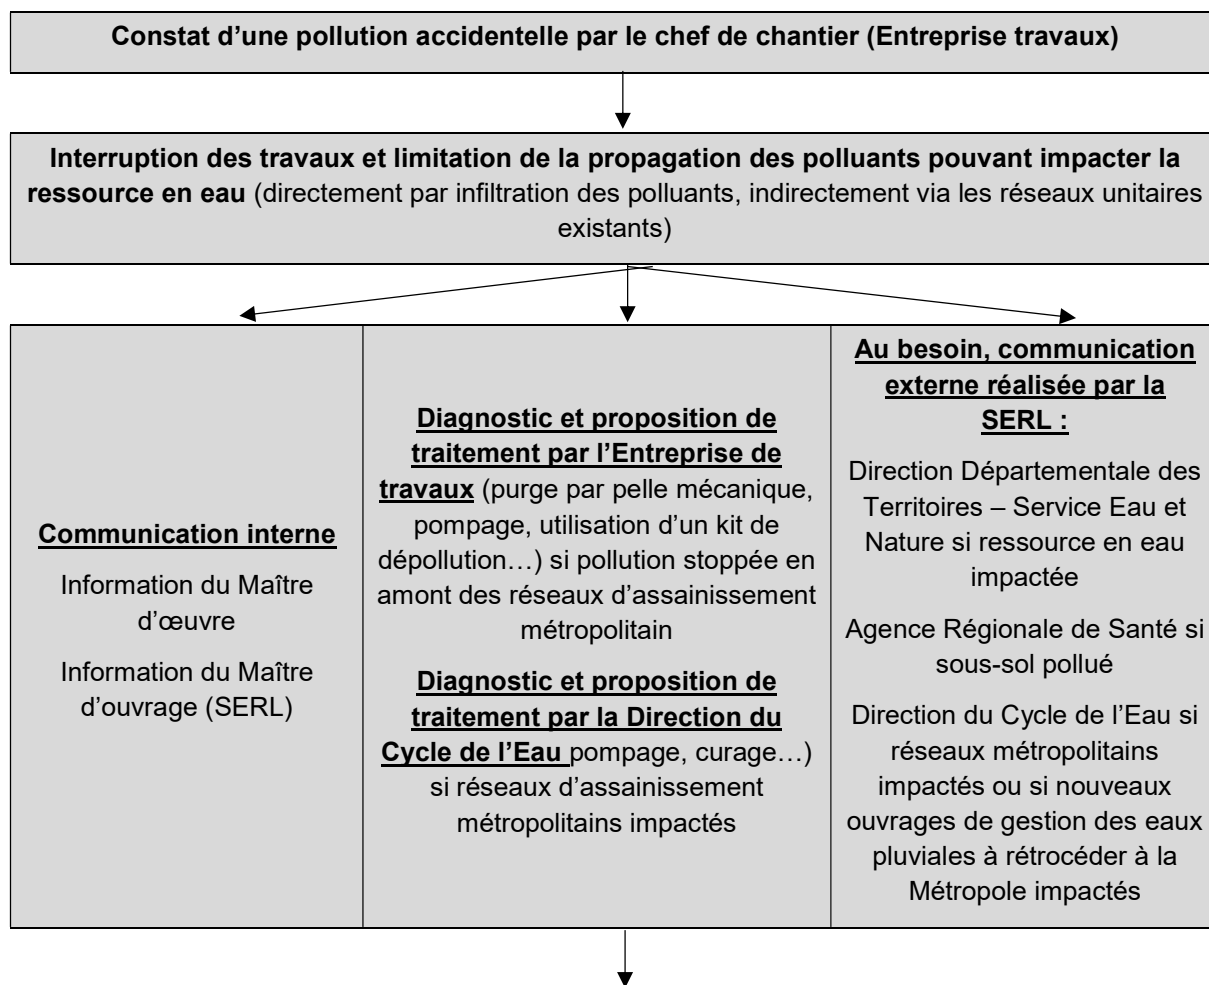 Constat d’une pollution accidentelle par le chef de chantier (Entreprise travaux)
Interruption des travaux et limitation de la propagation des polluants pouvant impacter la
ressource en eau (directement par infiltration des polluants, indirectement via les réseaux unitaires
existants)
Communication interne
Information du Maître
d’œuvre
Information du Maître
d’ouvrage (SERL)
Diagnostic et proposition de
traitement par l’Entreprise de
travaux (purge par pelle mécanique,
pompage, utilisation d’un kit de
dépollution…) si pollution stoppée en
amont des réseaux d’assainissement
métropolitain
Diagnostic et proposition de
traitement par la Direction du
Cycle de l’Eau pompage, curage…)
si réseaux d’assainissement
métropolitains impactés
Au besoin, communication
externe réalisée par la
SERL :
Direction Départementale des
Territoires – Service Eau et
Nature si ressource en eau
impactée
Agence Régionale de Santé si
sous-sol pollué
Direction du Cycle de l’Eau si
réseaux métropolitains
impactés ou si nouveaux
ouvrages de gestion des eaux
pluviales à rétrocéder à la
Métropole impactés